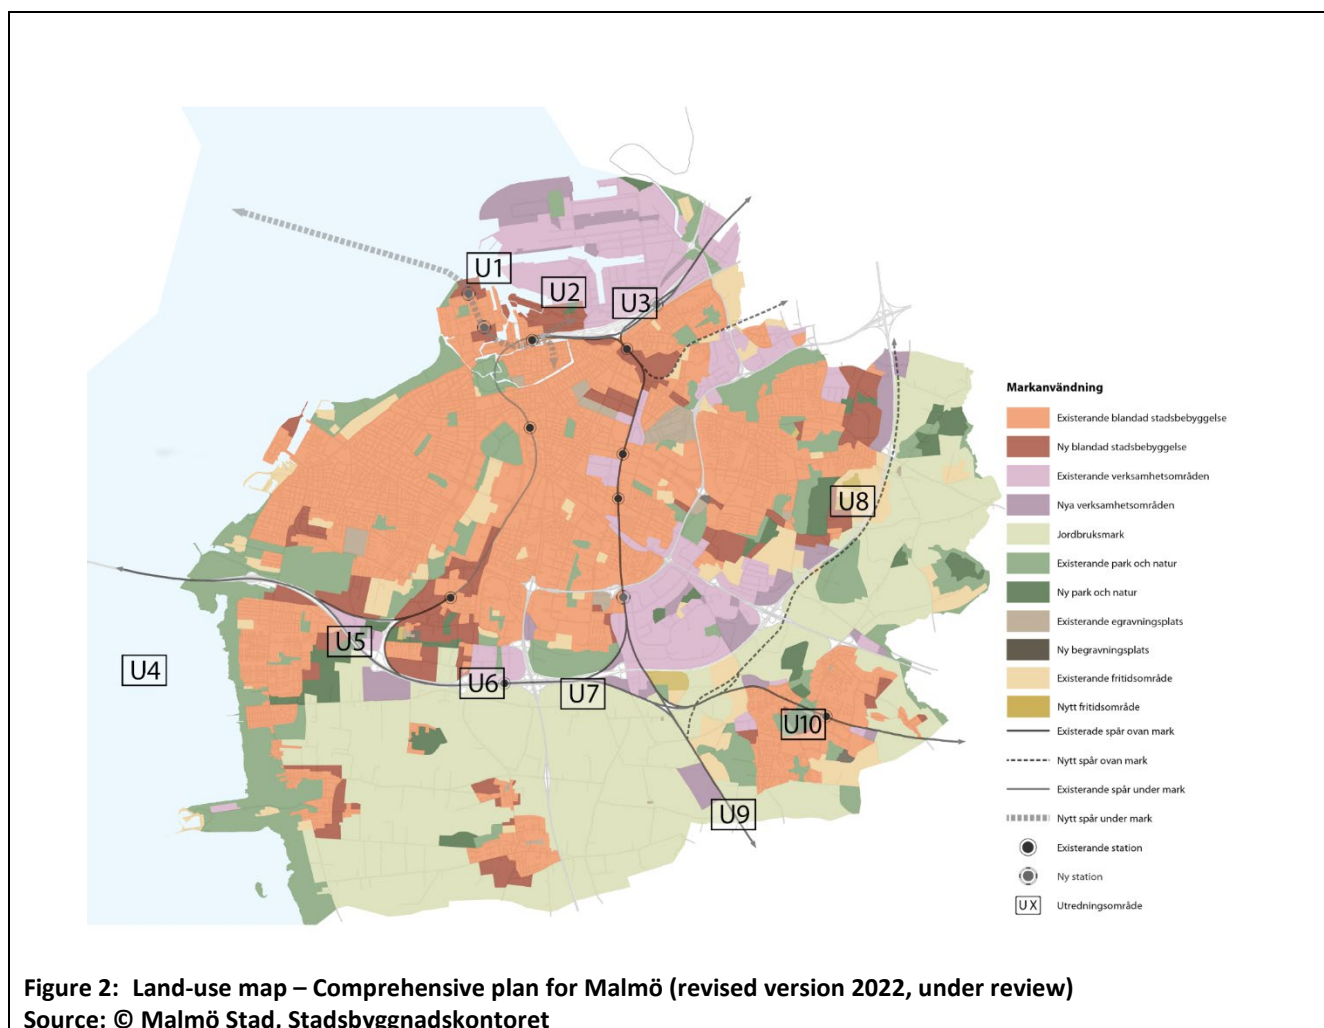 U1
U2
U3
U8
U5
U4
U6
U7
U10
U9
Markanvändning
Existerande blandad stadsbebyggelse
Ny blandad stadsbebyggelse
Existerande verksamhetsområden
Nya verksamhetsområden
Jordbruksmark
Existerande park och natur
Ny park och natur
Existerande egravningsplats
Ny begravningsplats
Existerande fritidsområde
Nytt fritidsområde
Existerade spår ovan mark
Nytt spår ovan mark
Existerande spår under mark
Nytt spår under mark
Existerande station
Ny station
UX Utredningsområde
Figure 2: Land-use map – Comprehensive plan for Malmö (revised version 2022, under review)
Source: © Malmö Stad, Stadsbyggnadskontoret